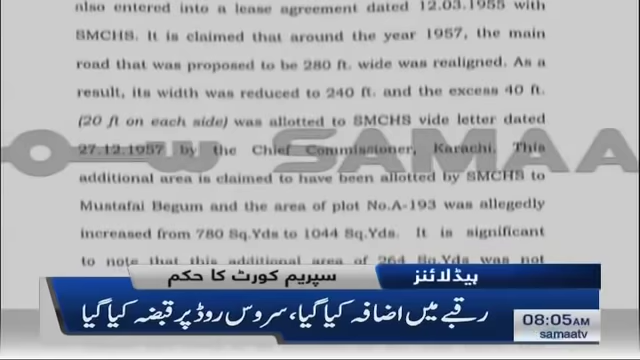 also entered into a lease agreement dated 12.03.1955 with
SMCHS. It is claimed that around the year 1957, the main
road that was proposed to be 280 ft. wide was realigned. As a
result, its width was reduced to 240 ft. and the excess 40 ft.
(20 ft on each side) was allotted to SMCHS vide letter dated
27.12.1957 by the Chief Commissioner, Karachi. This
SAMAA
additional area is claimed to have been allotted by SMCHS to
Mustafai Begum and the area of plot No.A-193 was allegedly
increased from 780 Sq.Yds to 1044 Sq.Yds. It is significant
to note that this additional area of 264 Sq.Yds was not
ہیڈلائنز
سپریم کورٹ کا حکم
رقبے میں اضافہ کیا گیا، سروس روڈ پر قبضہ کیا گیا
08:05AM
samaatv